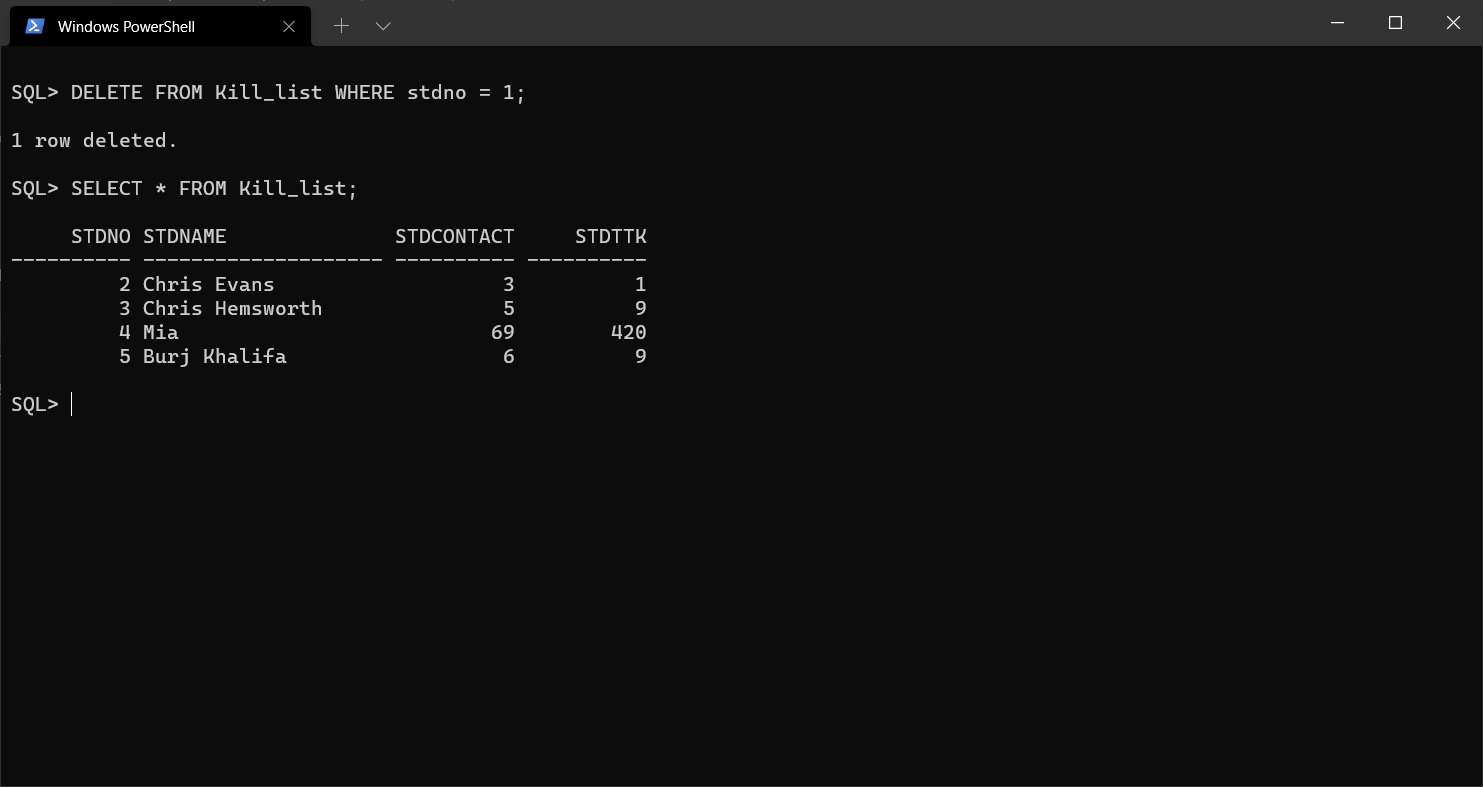 Windows PowerShell
SQL> DELETE FROM Kill_list WHERE stdno = 1;
1 row deleted.
SQL> SELECT * FROM Kill_list;
STDNO STDNAME STDCONTACT STDTTK
---------- -------------------- ---------- ----------
2 Chris Evans 3 1
3 Chris Hemsworth 5 9
4 Mia 69 420
5 Burj Khalifa 6 9
SQL>